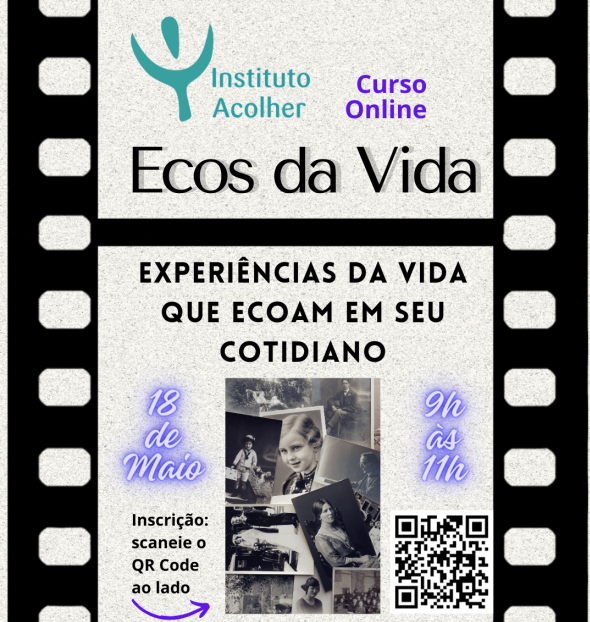 Instituto
Acolher
Curso
Online
Ecos da Vida
EXPERIÊNCIAS DA VIDA
QUE ECOAM EM SEU
COTIDIANO
18
de
Maio
9h
às
11h
Inscrição:
scaneie o
QR Code
ao lado